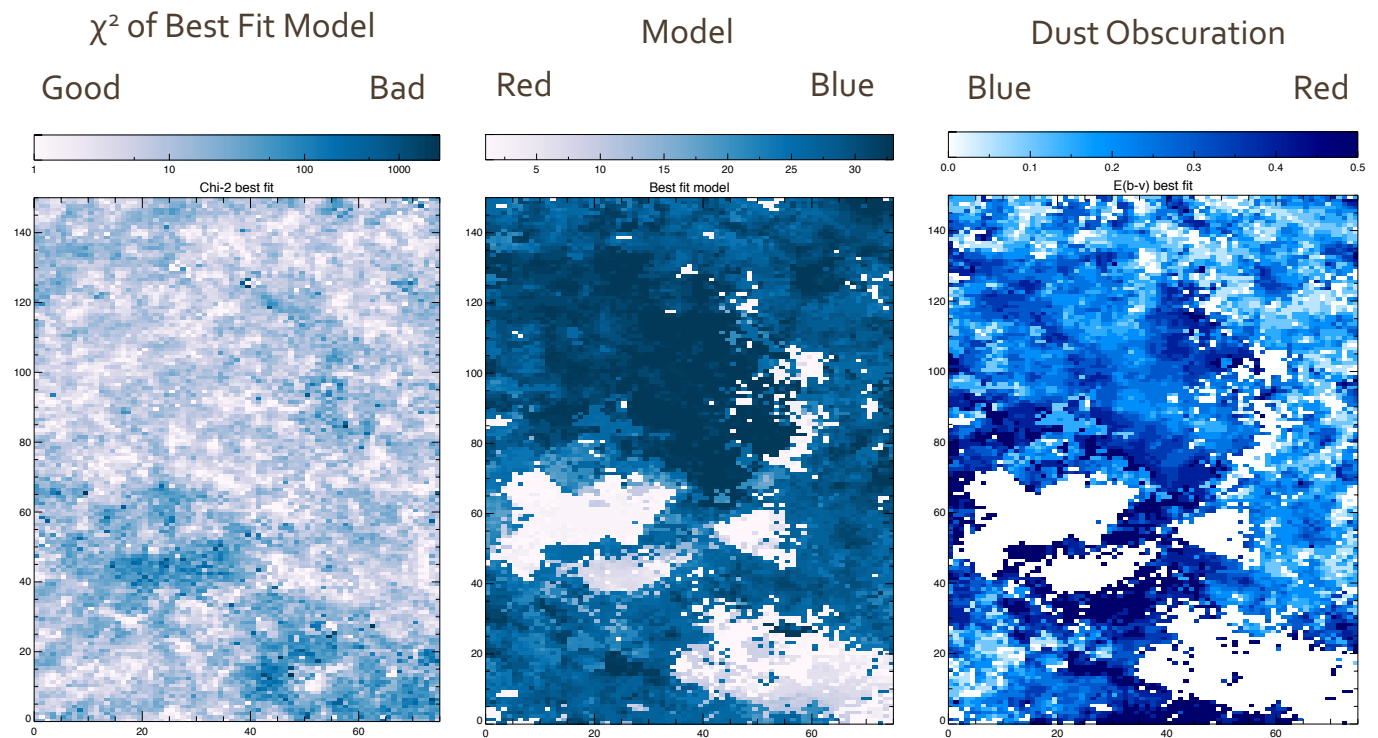 χ² of Best Fit Model
Good Bad
1 10 100 1000
Chi-2 best fit
140
120
100
80
60
40
20
0
0 20 40 60
Model
Red Blue
5 10 15 20 25 30
Best fit model
140
120
100
80
60
40
20
0
0 20 40 60
Dust Obscuration
Blue Red
0.0 0.1 0.2 0.3 0.4 0.5
E(b-v) best fit
140
120
100
80
60
40
20
0
0 20 40 60